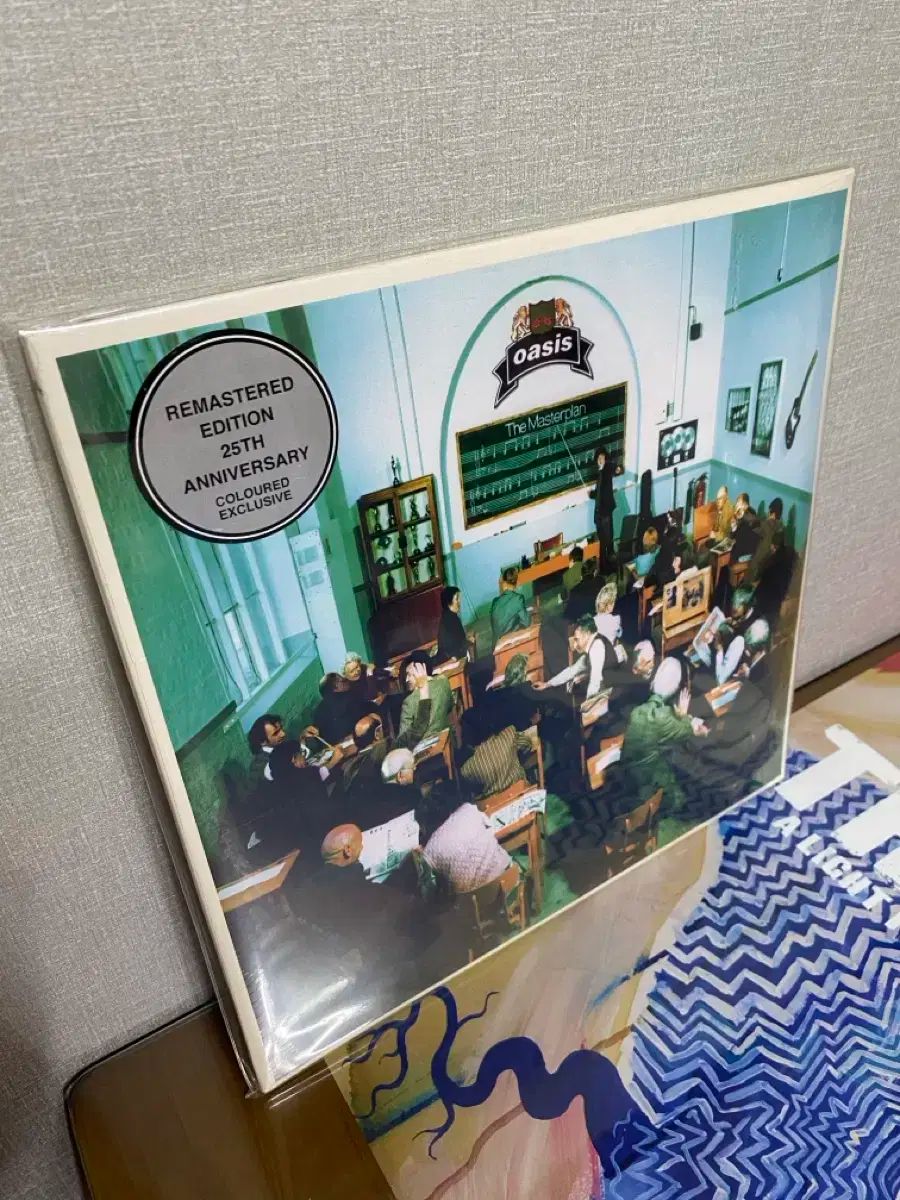 REMASTERED
EDITION
25TH
ANNIVERSARY
COLOURED
EXCLUSIVE
oasis
The Masterplan
A LIGHT